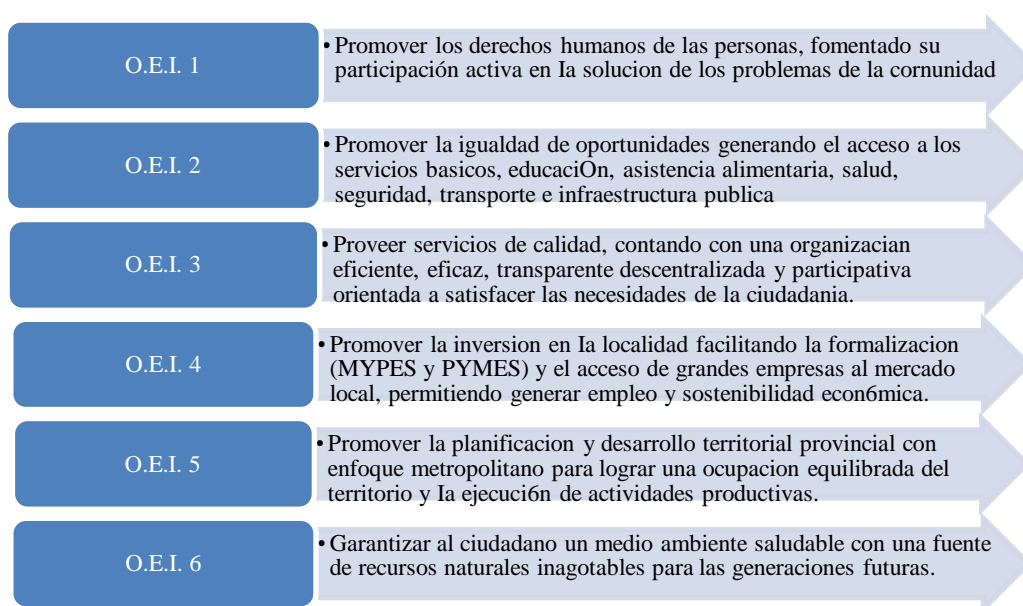 O.E.I. 1
• Promover los derechos humanos de las personas, fomentado su
participación activa en Ia solucion de los problemas de la cornunidad
O.E.I. 2
• Promover la igualdad de oportunidades generando el acceso a los
servicios basicos, educaciOn, asistencia alimentaria, salud,
seguridad, transporte e infraestructura publica
O.E.I. 3
• Proveer servicios de calidad, contando con una organizacian
eficiente, eficaz, transparente descentralizada y participativa
orientada a satisfacer las necesidades de la ciudadania.
O.E.I. 4
• Promover la inversion en Ia localidad facilitando la formalizacion
(MYPES y PYMES) y el acceso de grandes empresas al mercado
local, permitiendo generar empleo y sostenibilidad econ6mica.
O.E.I. 5
• Promover la planificacion y desarrollo territorial provincial con
enfoque metropolitano para lograr una ocupacion equilibrada del
territorio y Ia ejecuci6n de actividades productivas.
O.E.I. 6
• Garantizar al ciudadano un medio ambiente saludable con una fuente
de recursos naturales inagotables para las generaciones futuras.